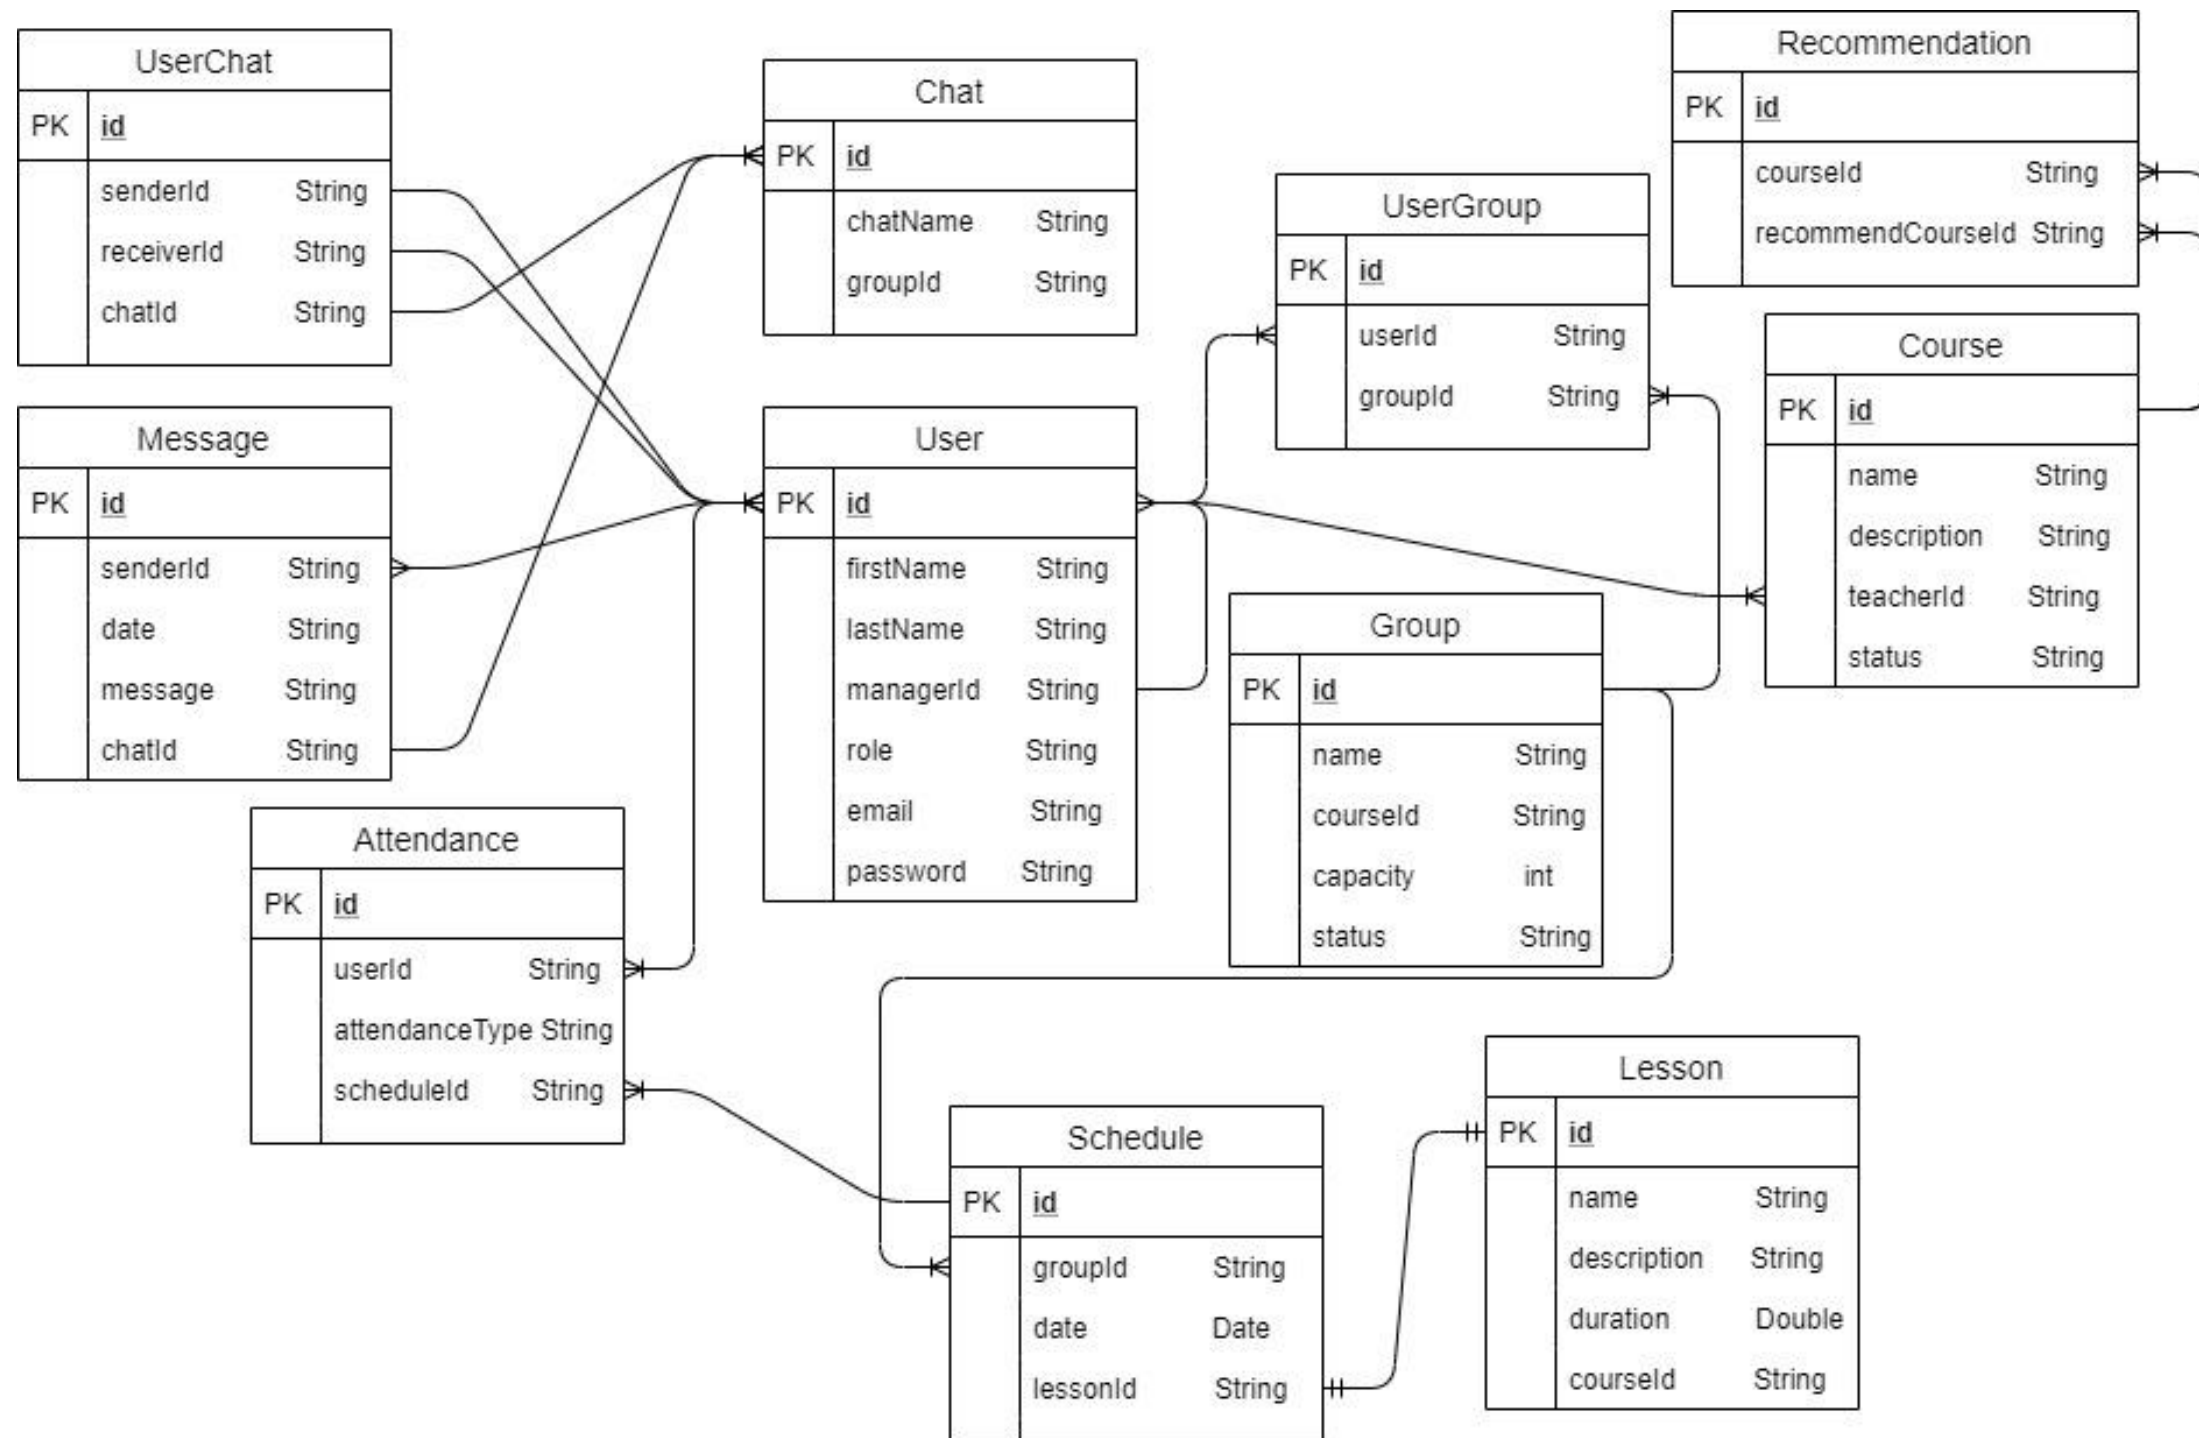 UserChat
PK id
senderId String
receiverId String
chatId String
Chat
PK id
chatName String
groupId String
Recommendation
PK id
courseId String
recommendCourseId String
UserGroup
PK id
userId String
groupId String
Course
PK id
name String
description String
teacherId String
status String
Message
PK id
senderId String
date String
message String
chatId String
User
PK id
firstName String
lastName String
managerId String
role String
email String
password String
Group
PK id
name String
courseId String
capacity int
status String
Attendance
PK id
userId String
attendanceType String
scheduleId String
Schedule
PK id
groupId String
date Date
lessonId String
Lesson
PK id
name String
description String
duration Double
courseId String